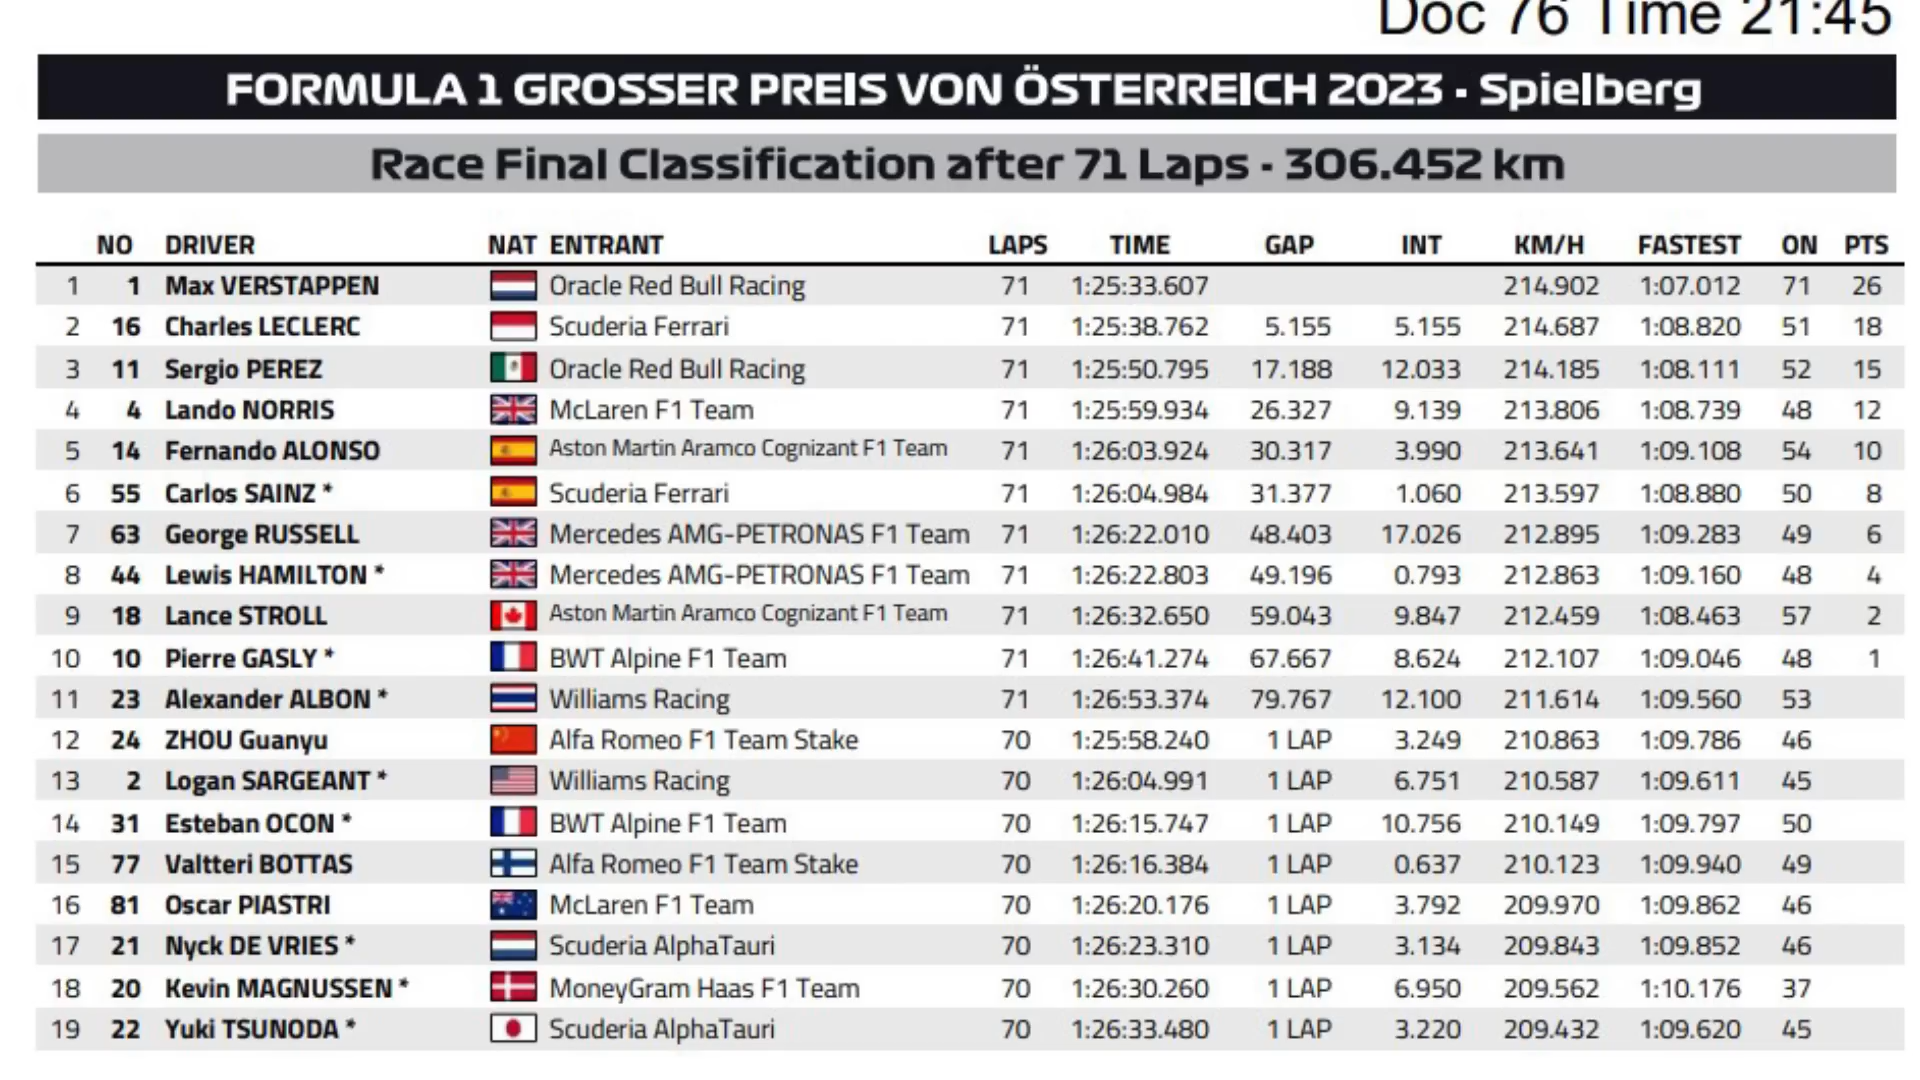 Doc 76 Time 21:45
FORMULA 1 GROSSER PREIS VON ÖSTERREICH 2023 - Spielberg
Race Final Classification after 71 Laps - 306.452 km
NO DRIVER NAT ENTRANT LAPS TIME GAP INT KM/H FASTEST ON PTS
1 1 Max VERSTAPPEN Oracle Red Bull Racing 71 1:25:33.607 214.902 1:07.012 71 26
2 16 Charles LECLERC Scuderia Ferrari 71 1:25:38.762 5.155 5.155 214.687 1:08.820 51 18
3 11 Sergio PEREZ Oracle Red Bull Racing 71 1:25:50.795 17.188 12.033 214.185 1:08.111 52 15
4 4 Lando NORRIS McLaren F1 Team 71 1:25:59.934 26.327 9.139 213.806 1:08.739 48 12
5 14 Fernando ALONSO Aston Martin Aramco Cognizant F1 Team 71 1:26:03.924 30.317 3.990 213.641 1:09.108 54 10
6 55 Carlos SAINZ * Scuderia Ferrari 71 1:26:04.984 31.377 1.060 213.597 1:08.880 50 8
7 63 George RUSSELL Mercedes AMG-PETRONAS F1 Team 71 1:26:22.010 48.403 17.026 212.895 1:09.283 49 6
8 44 Lewis HAMILTON * Mercedes AMG-PETRONAS F1 Team 71 1:26:22.803 49.196 0.793 212.863 1:09.160 48 4
9 18 Lance STROLL Aston Martin Aramco Cognizant F1 Team 71 1:26:32.650 59.043 9.847 212.459 1:08.463 57 2
10 10 Pierre GASLY * BWT Alpine F1 Team 71 1:26:41.274 67.667 8.624 212.107 1:09.046 48 1
11 23 Alexander ALBON * Williams Racing 71 1:26:53.374 79.767 12.100 211.614 1:09.560 53
12 24 ZHOU Guanyu Alfa Romeo F1 Team Stake 70 1:25:58.240 1 LAP 3.249 210.863 1:09.786 46
13 2 Logan SARGEANT * Williams Racing 70 1:26:04.991 1 LAP 6.751 210.587 1:09.611 45
14 31 Esteban OCON * BWT Alpine F1 Team 70 1:26:15.747 1 LAP 10.756 210.149 1:09.797 50
15 77 Valtteri BOTTAS Alfa Romeo F1 Team Stake 70 1:26:16.384 1 LAP 0.637 210.123 1:09.940 49
16 81 Oscar PIASTRI McLaren F1 Team 70 1:26:20.176 1 LAP 3.792 209.970 1:09.862 46
17 21 Nyck DE VRIES * Scuderia AlphaTauri 70 1:26:23.310 1 LAP 3.134 209.843 1:09.852 46
18 20 Kevin MAGNUSSEN * MoneyGram Haas F1 Team 70 1:26:30.260 1 LAP 6.950 209.562 1:10.176 37
19 22 Yuki TSUNODA * Scuderia AlphaTauri 70 1:26:33.480 1 LAP 3.220 209.432 1:09.620 45